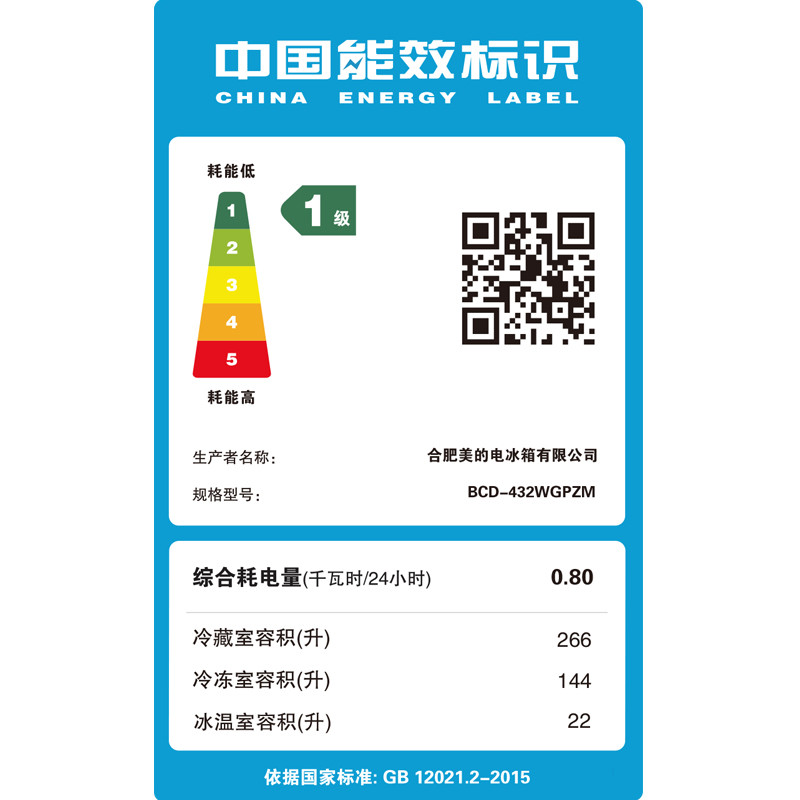 中国能效标识
CHINA ENERGY LABEL
耗能低
1
1级
2
3
4
5
耗能高
生产者名称: 合肥美的电冰箱有限公司
规格型号: BCD-432WGPZM
综合耗电量(千瓦时/24小时) 0.80
冷藏室容积(升) 266
冷冻室容积(升) 144
冰温室容积(升) 22
依据国家标准: GB 12021.2-2015